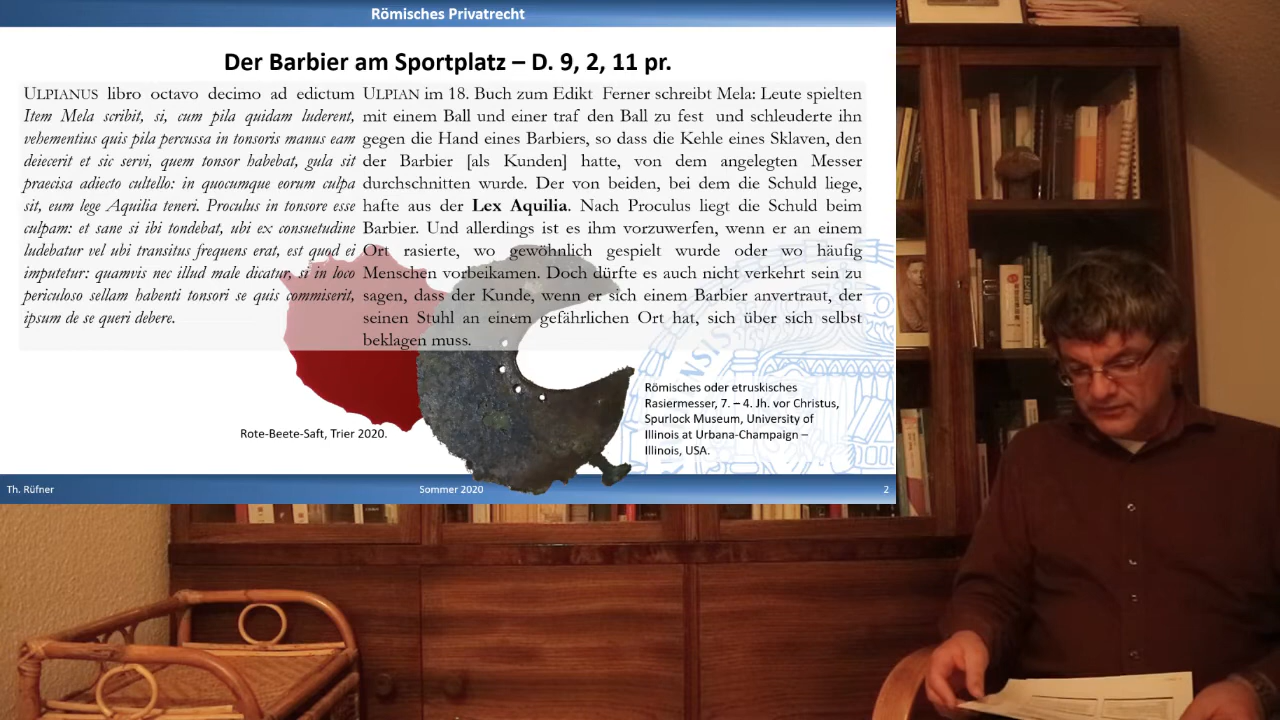 Römisches Privatrecht
Der Barbier am Sportplatz – D. 9, 2, 11 pr.
ULPIANUS libro octavo decimo ad edictum
Item Mela scribit, si, cum pila quidam luderent,
vehementius quis pila percussa in tonsoris manus eam
deiecerit et sic servi, quem tonsor habebat, gula sit
praecisa adiecto cultello: in quocumque eorum culpa
sit, eum lege Aquilia teneri. Proculus in tonsore esse
culpam: et sane si ibi tondebat, ubi ex consuetudine
ludebatur vel ubi transitus frequens erat, est quod ei
imputetur: quamvis nec illud male dicatur, si in loco
periculoso sellam habenti tonsori se quis commiserit,
ipsum de se queri debere.
ULPIAN im 18. Buch zum Edikt Ferner schreibt Mela: Leute spielten
mit einem Ball und einer traf den Ball zu fest und schleuderte ihn
gegen die Hand eines Barbiers, so dass die Kehle eines Sklaven, den
der Barbier [als Kunden] hatte, von dem angelegten Messer
durchschnitten wurde. Der von beiden, bei dem die Schuld liege,
hafte aus der Lex Aquilia. Nach Proculus liegt die Schuld beim
Barbier. Und allerdings ist es ihm vorzuwerfen, wenn er an einem
Ort rasierte, wo gewöhnlich gespielt wurde oder wo häufig
Menschen vorbeikamen. Doch dürfte es auch nicht verkehrt sein zu
sagen, dass der Kunde, wenn er sich einem Barbier anvertraut, der
seinen Stuhl an einem gefährlichen Ort hat, sich über sich selbst
beklagen muss.
Rote-Beete-Saft, Trier 2020.
Römisches oder etruskisches
Rasiermesser, 7. – 4. Jh. vor Christus,
Spurlock Museum, University of
Illinois at Urbana-Champaign –
Illinois, USA.
Th. Rüfner
Sommer 2020
2